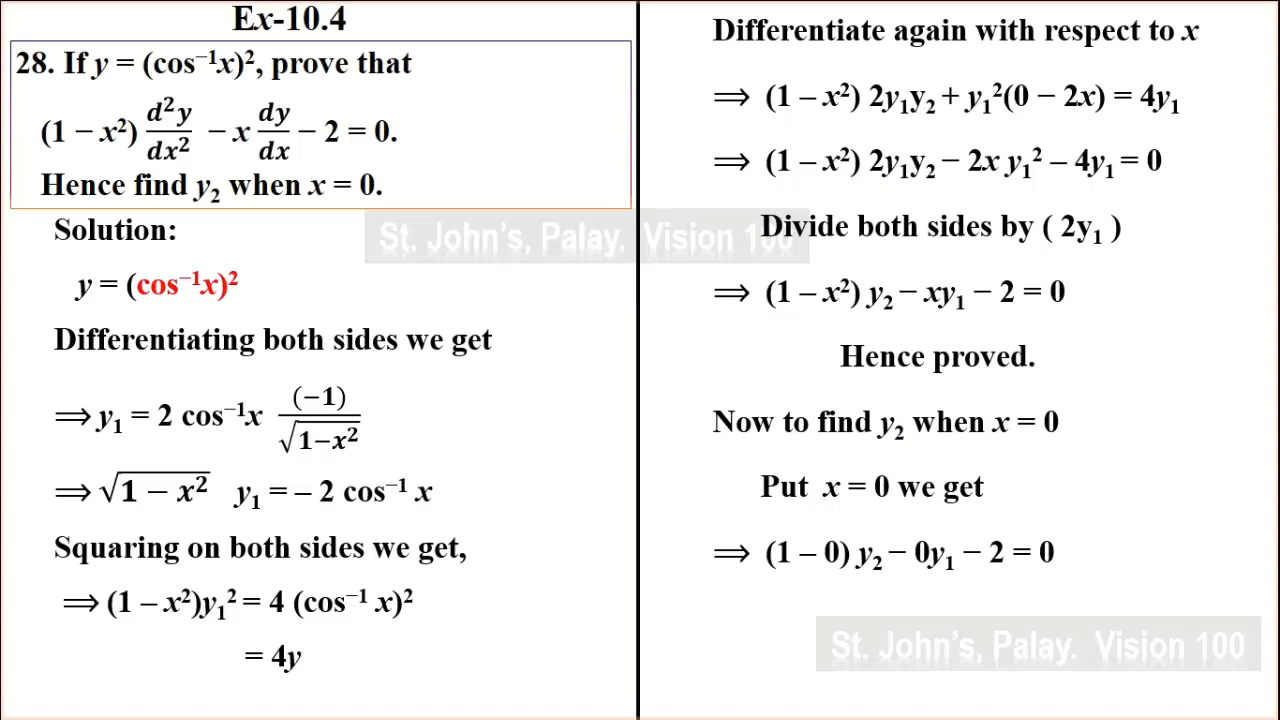 Ex-10.4
28. If y = (cos⁻¹x)², prove that
(1 − x²) d²y/dx² − x dy/dx − 2 = 0.
Hence find y₂ when x = 0.
Solution:
y = (cos⁻¹x)²
Differentiating both sides we get
⟹ y₁ = 2 cos⁻¹x (−1)/√(1−x²)
⟹ √(1 − x²) y₁ = – 2 cos⁻¹ x
Squaring on both sides we get,
⟹ (1 – x²)y₁² = 4 (cos⁻¹ x)²
= 4y
Differentiate again with respect to x
⟹ (1 – x²) 2y₁y₂ + y₁²(0 − 2x) = 4y₁
⟹ (1 – x²) 2y₁y₂ − 2x y₁² – 4y₁ = 0
Divide both sides by ( 2y₁ )
⟹ (1 – x²) y₂ − xy₁ − 2 = 0
Hence proved.
Now to find y₂ when x = 0
Put x = 0 we get
⟹ (1 – 0) y₂ − 0y₁ − 2 = 0
St. John's, Palay. Vision 100
St. John's, Palay. Vision 100